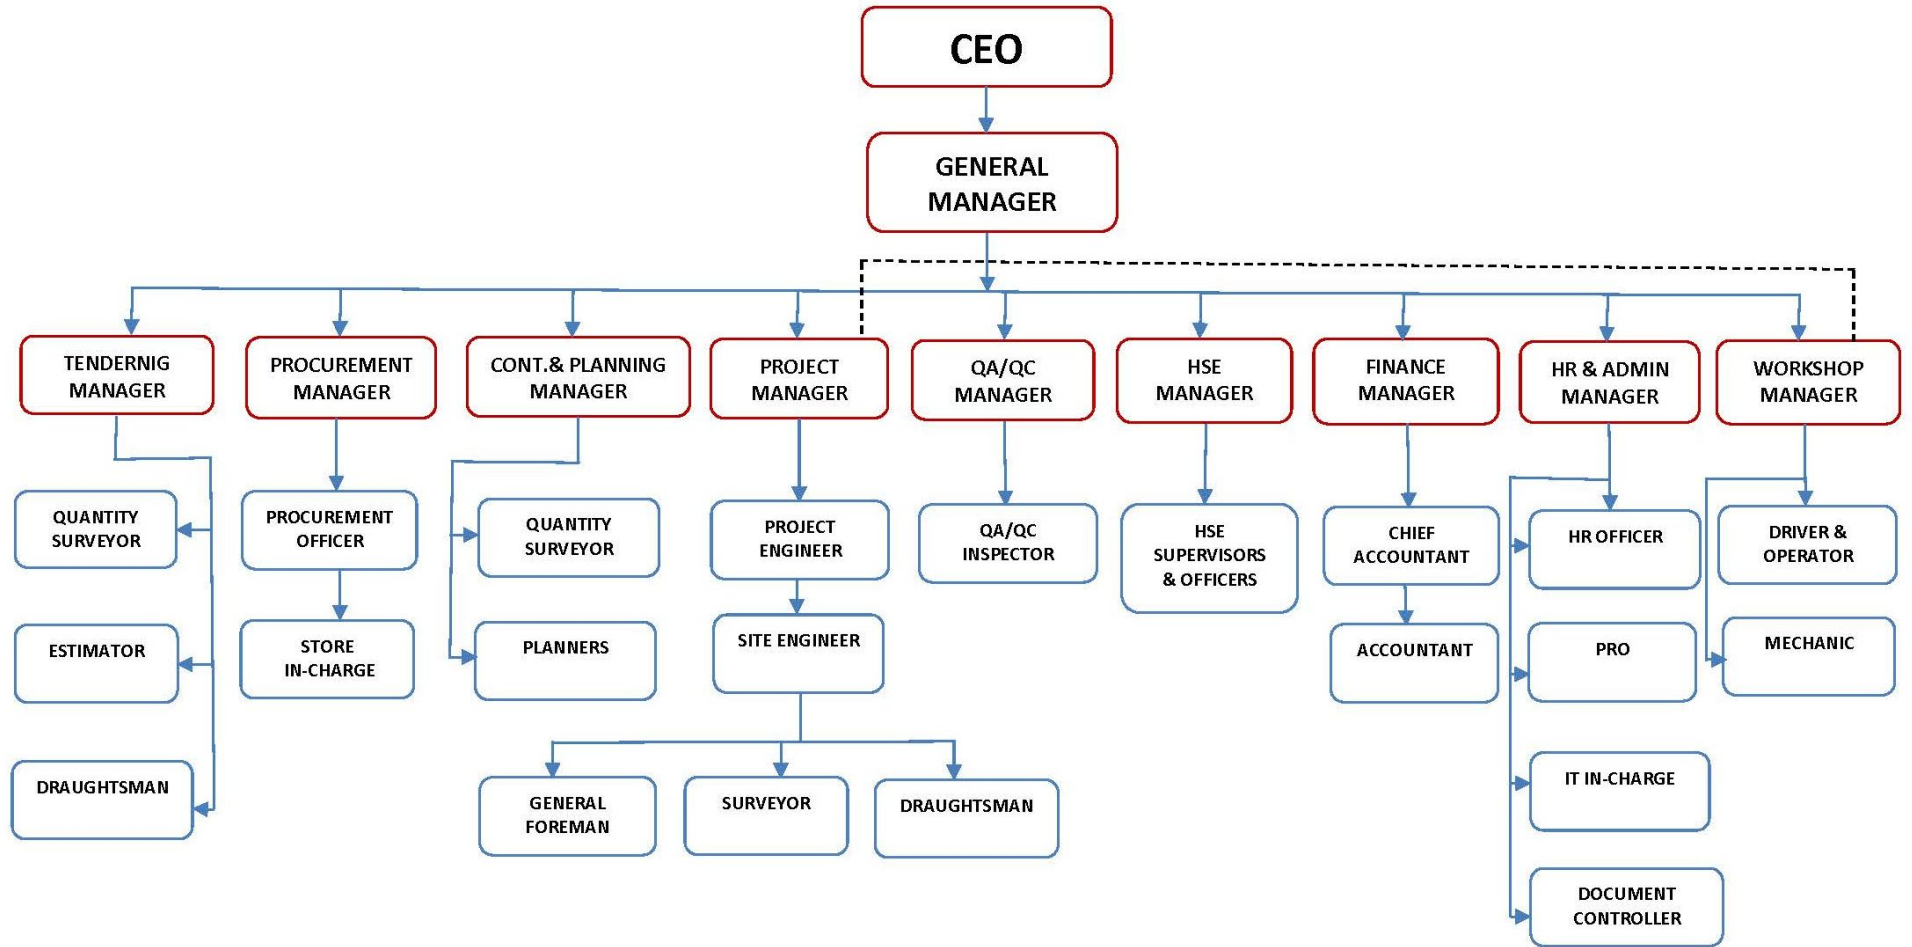 CEO
GENERAL
MANAGER
TENDERNIG
MANAGER
PROCUREMENT
MANAGER
CONT.& PLANNING
MANAGER
PROJECT
MANAGER
QA/QC
MANAGER
HSE
MANAGER
FINANCE
MANAGER
HR & ADMIN
MANAGER
WORKSHOP
MANAGER
QUANTITY
SURVEYOR
PROCUREMENT
OFFICER
QUANTITY
SURVEYOR
PROJECT
ENGINEER
QA/QC
INSPECTOR
HSE
SUPERVISORS
& OFFICERS
CHIEF
ACCOUNTANT
HR OFFICER
DRIVER &
OPERATOR
ESTIMATOR
STORE
IN-CHARGE
PLANNERS
SITE ENGINEER
ACCOUNTANT
PRO
MECHANIC
DRAUGHTSMAN
GENERAL
FOREMAN
SURVEYOR
DRAUGHTSMAN
IT IN-CHARGE
DOCUMENT
CONTROLLER